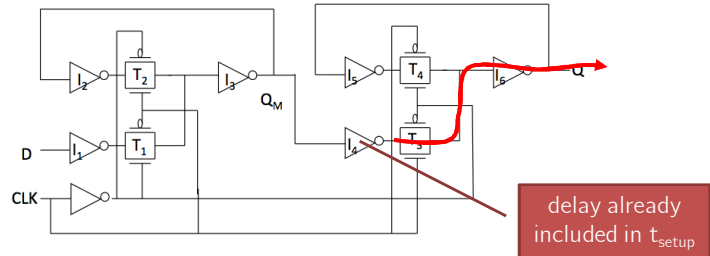 I2
T2
I3
QM
I5
T4
I6
Q
D
I1
T1
I4
T3
CLK
delay already
included in tsetup